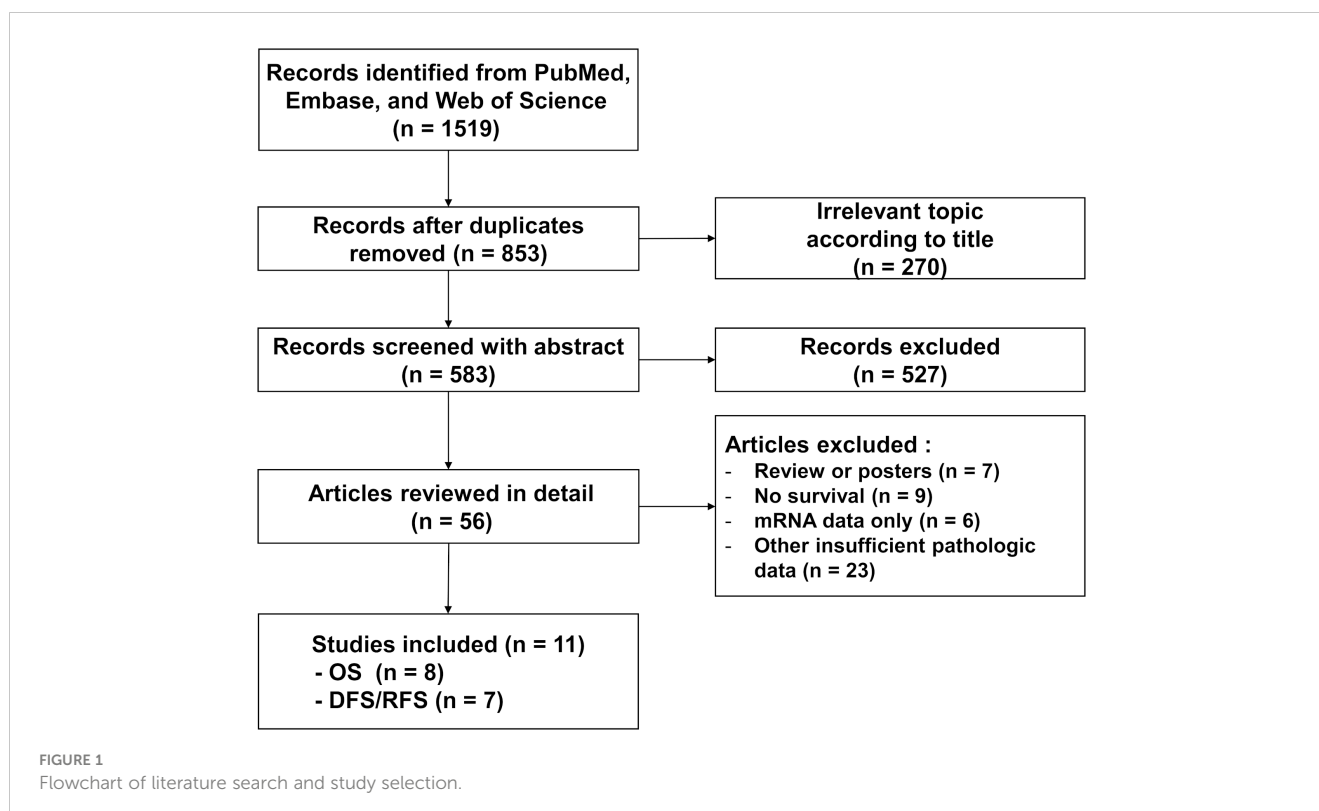 Records identified from PubMed,
Embase, and Web of Science
(n = 1519)
Records after duplicates
removed (n = 853)
Irrelevant topic
according to title
(n = 270)
Records screened with abstract
(n = 583)
Records excluded
(n = 527)
Articles reviewed in detail
(n = 56)
Articles excluded :
- Review or posters (n = 7)
- No survival (n = 9)
- mRNA data only (n = 6)
- Other insufficient pathologic
data (n = 23)
Studies included (n = 11)
- OS (n = 8)
- DFS/RFS (n = 7)
FIGURE 1
Flowchart of literature search and study selection.